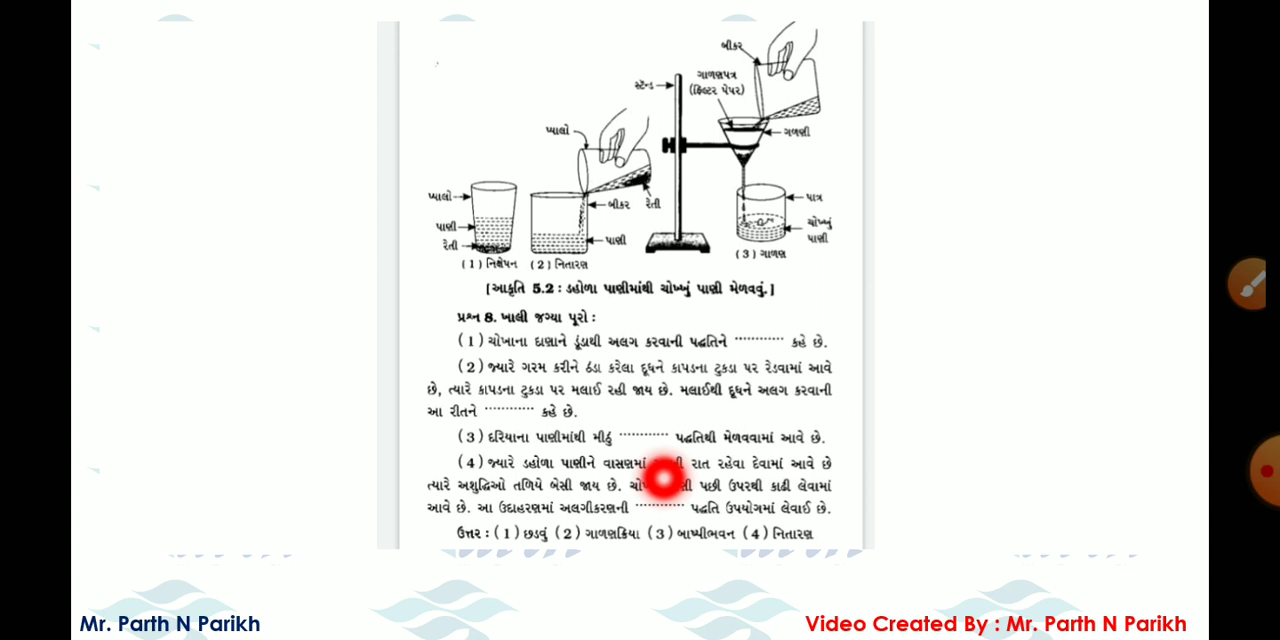 બીકર
ગાળણપત્ર
(ફિલ્ટર પેપર)
સ્ટૅન્ડ
ગળણી
પ્યાલો
પ્યાલો
પાણી
રેતી
બીકર
રેતી
પાણી
પાત્ર
ચોખ્ખું
પાણી
(1) નિક્ષેપન (2) નિતારણ
(3) ગાળણ
[આકૃતિ 5.2 : ડહોળા પાણીમાંથી ચોખ્ખું પાણી મેળવવું.]
પ્રશ્ન 8. ખાલી જગ્યા પૂરો :
(1) ચોખાના દાણાને ડૂંડાથી અલગ કરવાની પદ્ધતિને ············ કહે છે.
(2) જ્યારે ગરમ કરીને ઠંડા કરેલા દૂધને કાપડના ટુકડા પર રેડવામાં આવે
છે, ત્યારે કાપડના ટુકડા પર મલાઈ રહી જાય છે. મલાઈથી દૂધને અલગ કરવાની
આ રીતને ············ કહે છે.
(3) દરિયાના પાણીમાંથી મીઠું ············ પદ્ધતિથી મેળવવામાં આવે છે.
(4) જ્યારે ડહોળા પાણીને વાસણમાં રાત રહેવા દેવામાં આવે છે
ત્યારે અશુદ્ધિઓ તળિયે બેસી જાય છે. પછી ઉપરથી કાઢી લેવામાં
આવે છે. આ ઉદાહરણમાં અલગીકરણની ············ પદ્ધતિ ઉપયોગમાં લેવાઈ છે.
ઉત્તર : (1) છડવું (2) ગાળણક્રિયા (3) બાષ્પીભવન (4) નિતારણ
Mr. Parth N Parikh
Video Created By : Mr. Parth N Parikh